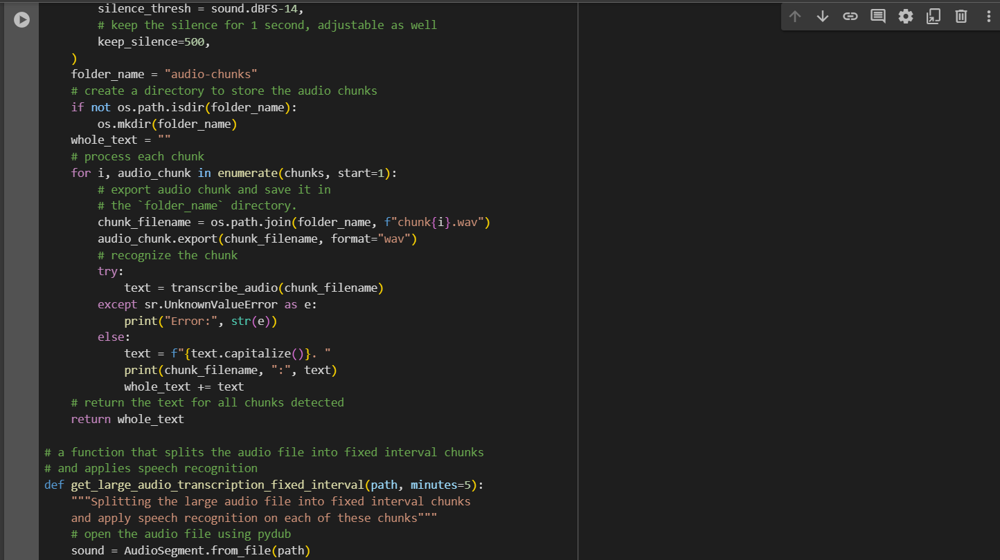 silence_thresh = sound.dBFS-14,
        # keep the silence for 1 second, adjustable as well
        keep_silence=500,
    )
    folder_name = "audio-chunks"
    # create a directory to store the audio chunks
    if not os.path.isdir(folder_name):
        os.mkdir(folder_name)
    whole_text = ""
    # process each chunk
    for i, audio_chunk in enumerate(chunks, start=1):
        # export audio chunk and save it in
        # the `folder_name` directory.
        chunk_filename = os.path.join(folder_name, f"chunk{i}.wav")
        audio_chunk.export(chunk_filename, format="wav")
        # recognize the chunk
        try:
            text = transcribe_audio(chunk_filename)
        except sr.UnknownValueError as e:
            print("Error:", str(e))
        else:
            text = f"{text.capitalize()}. "
            print(chunk_filename, ":", text)
            whole_text += text
    # return the text for all chunks detected
    return whole_text

# a function that splits the audio file into fixed interval chunks
# and applies speech recognition
def get_large_audio_transcription_fixed_interval(path, minutes=5):
    """Splitting the large audio file into fixed interval chunks
    and apply speech recognition on each of these chunks"""
    # open the audio file using pydub
    sound = AudioSegment.from_file(path)